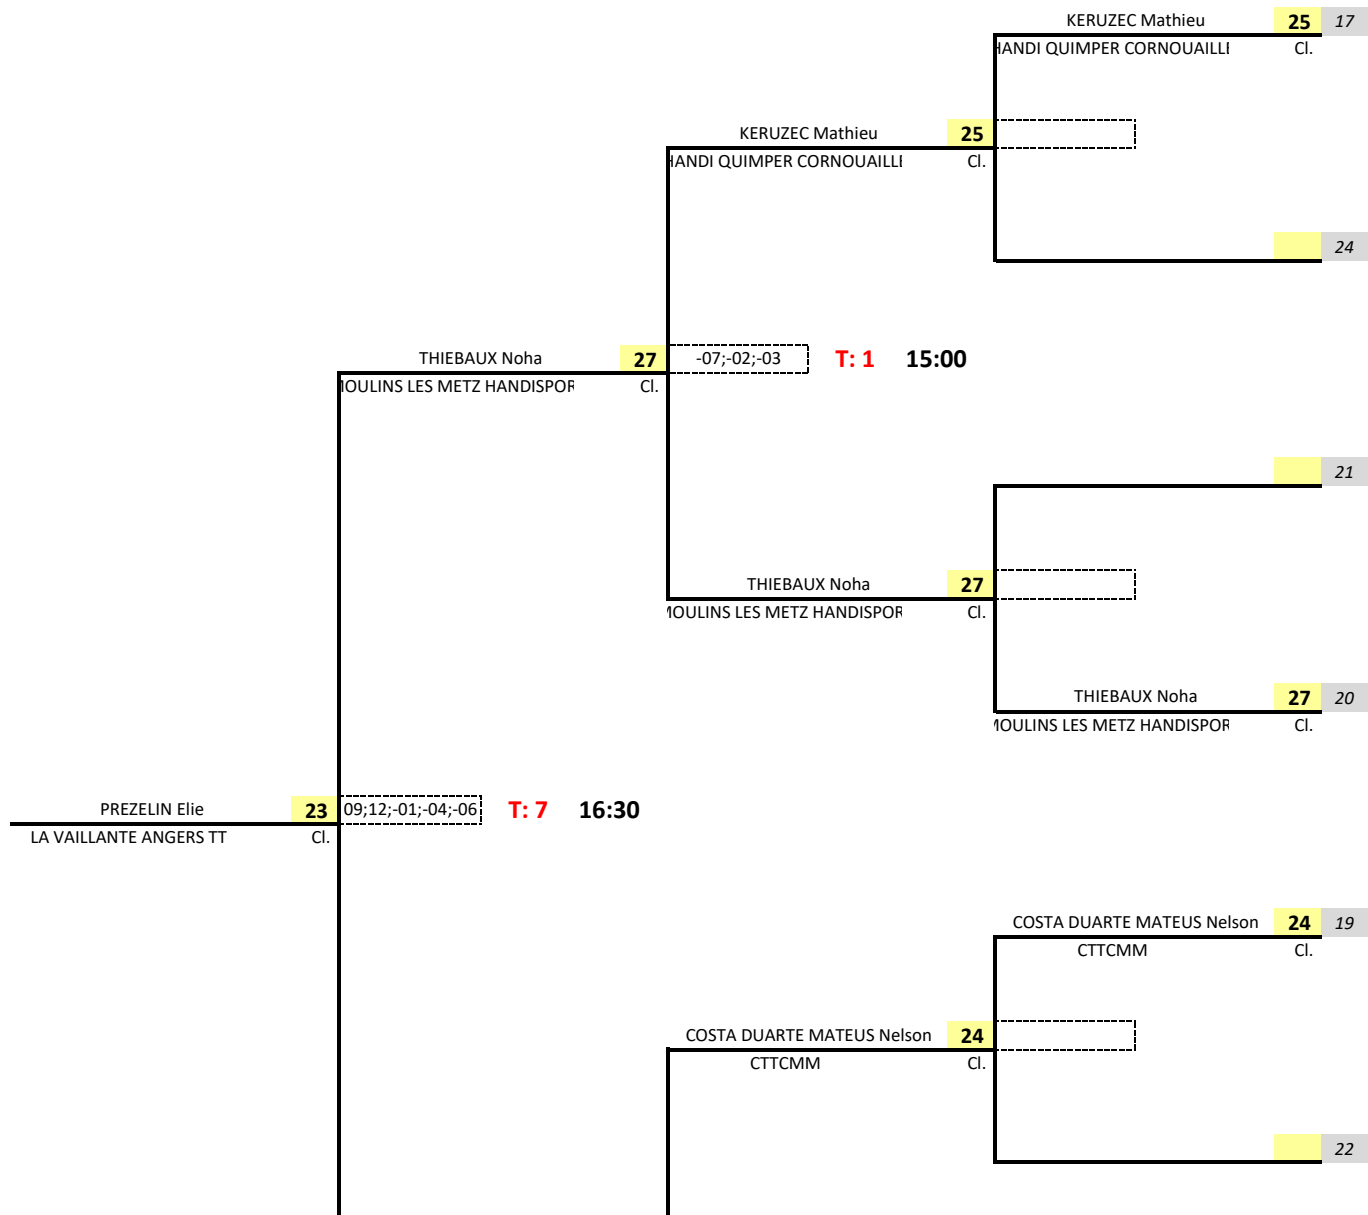 KERUZEC Mathieu 25 17
HANDI QUIMPER CORNOUAILLE Cl.
KERUZEC Mathieu 25
HANDI QUIMPER CORNOUAILLE Cl.
24
THIEBAUX Noha 27 -07;-02;-03 T: 1 15:00
MOULINS LES METZ HANDISPOR Cl.
21
THIEBAUX Noha 27
MOULINS LES METZ HANDISPOR Cl.
THIEBAUX Noha 27 20
MOULINS LES METZ HANDISPOR Cl.
PREZELIN Elie 23 09;12;-01;-04;-06 T: 7 16:30
LA VAILLANTE ANGERS TT Cl.
COSTA DUARTE MATEUS Nelson 24 19
CTTCMM Cl.
COSTA DUARTE MATEUS Nelson 24
CTTCMM Cl.
22